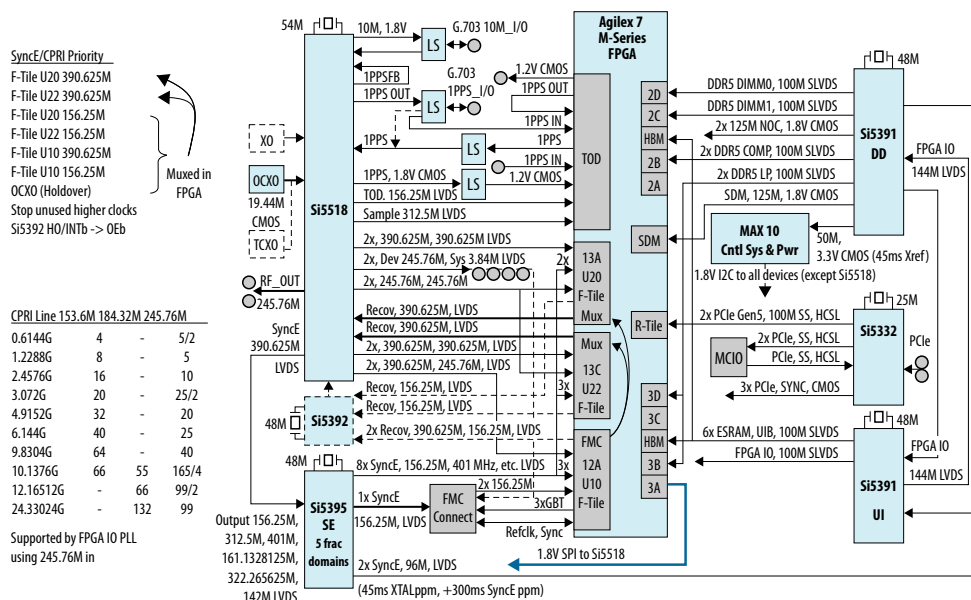 SyncE/CPRI Priority
F-Tile U20 390.625M
F-Tile U22 390.625M
F-Tile U20 156.25M
F-Tile U22 156.25M
F-Tile U10 390.625M
F-Tile U10 156.25M
OCXO (Holdover)
Stop unused higher clocks
Si5392 HO/INTb -> OEb
Muxed in
FPGA
CPRI Line 153.6M 184.32M 245.76M
0.6144G 4 - 5/2
1.2288G 8 - 5
2.4576G 16 - 10
3.072G 20 - 25/2
4.9152G 32 - 20
6.144G 40 - 25
9.8304G 64 - 40
10.1376G 66 55 165/4
12.16512G - 66 99/2
24.33024G - 132 99
Supported by FPGA IO PLL
using 245.76M in
54M
XO
OCXO
19.44M
CMOS
TCXO
Si5518
RF_OUT
245.76M
SyncE
390.625M
LVDS
48M
Si5392
48M
Si5395
SE
5 frac
domains
Output 156.25M,
312.5M, 401M,
161.1328125M,
322.265625M,
142M LVDS
10M, 1.8V
LS
G.703 10M_I/O
1PPSFB
1PPS OUT
LS
G.703
1PPS_I/O
1PPS
LS
1PPS
1PPS, 1.8V CMOS
LS
1PPS IN
1.2V CMOS
1.2V CMOS
1PPS OUT
1PPS IN
TOD. 156.25M LVDS
Sample 312.5M LVDS
2x, 390.625M, 390.625M LVDS
2x, Dev 245.76M, Sys 3.84M LVDS
2x, 245.76M, 245.76M
Recov, 390.625M, LVDS
Recov, 390.625M, LVDS
2x, 390.625M, 390.625M LVDS
2x, 390.625M, 245.76M LVDS
Recov, 156.25M, LVDS
Recov, 156.25M, LVDS
2x Recov, 390.625M, 156.25M, LVDS
8x SyncE, 156.25M, 401 MHz, etc. LVDS
1x SyncE
156.25M, LVDS
FMC
Connect
2x 156.25M
3xGBT
Refclk, Sync
2x SyncE, 96M, LVDS
(45ms XTALppm, +300ms SyncE ppm)
1.8V SPI to Si5518
2x
3x
3x
Agilex 7
M-Series
FPGA
TOD
13A
U20
F-Tile
Mux
Mux
13C
U22
F-Tile
FMC
12A
U10
F-Tile
2D
2C
HBM
2B
2A
SDM
R-Tile
3D
3C
HBM
3B
3A
DDR5 DIMM0, 100M SLVDS
DDR5 DIMM1, 100M SLVDS
2x 125M NOC, 1.8V CMOS
2x DDR5 COMP, 100M SLVDS
2x DDR5 LP, 100M SLVDS
SDM, 125M, 1.8V CMOS
MAX 10
Cntl Sys & Pwr
50M,
3.3V CMOS (45ms Xref)
1.8V I2C to all devices (except Si5518)
2x PCIe Gen5, 100M SS, HCSL
MCIO
2x PCIe, SS, HCSL
PCIe, SS, HCSL
3x PCIe, SYNC, CMOS
6x ESRAM, UIB, 100M SLVDS
FPGA IO, 100M SLVDS
48M
Si5391
DD
FPGA IO
144M LVDS
25M
Si5332
PCIe
48M
Si5391
UI
FPGA IO
144M LVDS